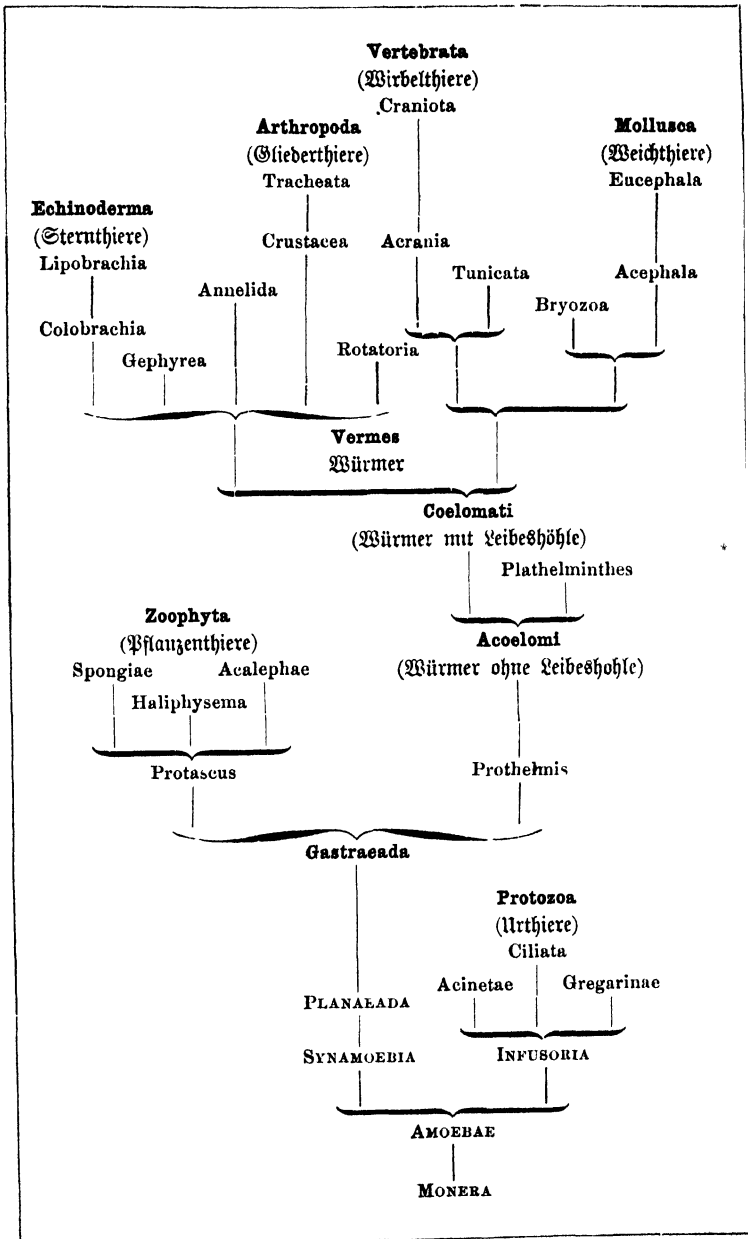 Vertebrata
(Wirbelthiere)
Craniota
Arthropoda
(Gliederthiere)
Tracheata
Mollusca
(Weichthiere)
Eucephala
Echinoderma
(Sternthiere)
Lipobrachia
Crustacea
Acrania
Tunicata
Acephala
Annelida
Bryozoa
Colobrachia
Gephyrea
Rotatoria
Vermes
Würmer
Coelomati
(Würmer mit Leibeshöhle)
Plathelminthes
Zoophyta
(Pflanzenthiere)
Spongiae
Acalephae
Haliphysema
Acoelomi
(Würmer ohne Leibeshohle)
Protascus
Prothelmis
Gastraeada
Protozoa
(Urthiere)
Ciliata
Acinetae
Gregarinae
PLANAEADA
SYNAMOEBIA
INFUSORIA
AMOEBAE
MONERA